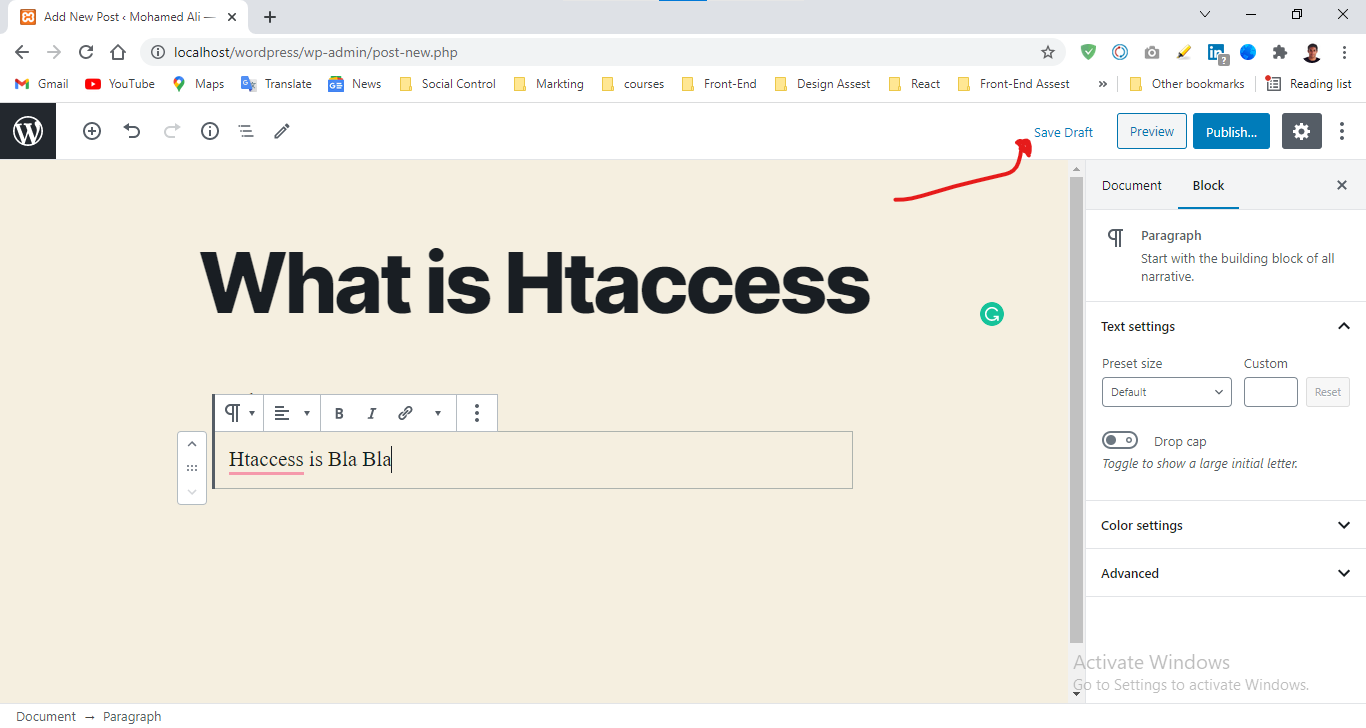 Add New Post ‹ Mohamed Ali —
localhost/wordpress/wp-admin/post-new.php
Gmail YouTube Maps Translate News Social Control Markting courses Front-End Design Assest React Front-End Assest » Other bookmarks Reading list
Save Draft Preview Publish...
Document Block
Paragraph
Start with the building block of all
narrative.
What is Htaccess
Text settings
Preset size Custom
Default Reset
B I
Drop cap
Htaccess is Bla Bla
Toggle to show a large initial letter.
Color settings
Advanced
Activate Windows
Go to Settings to activate Windows.
Document → Paragraph